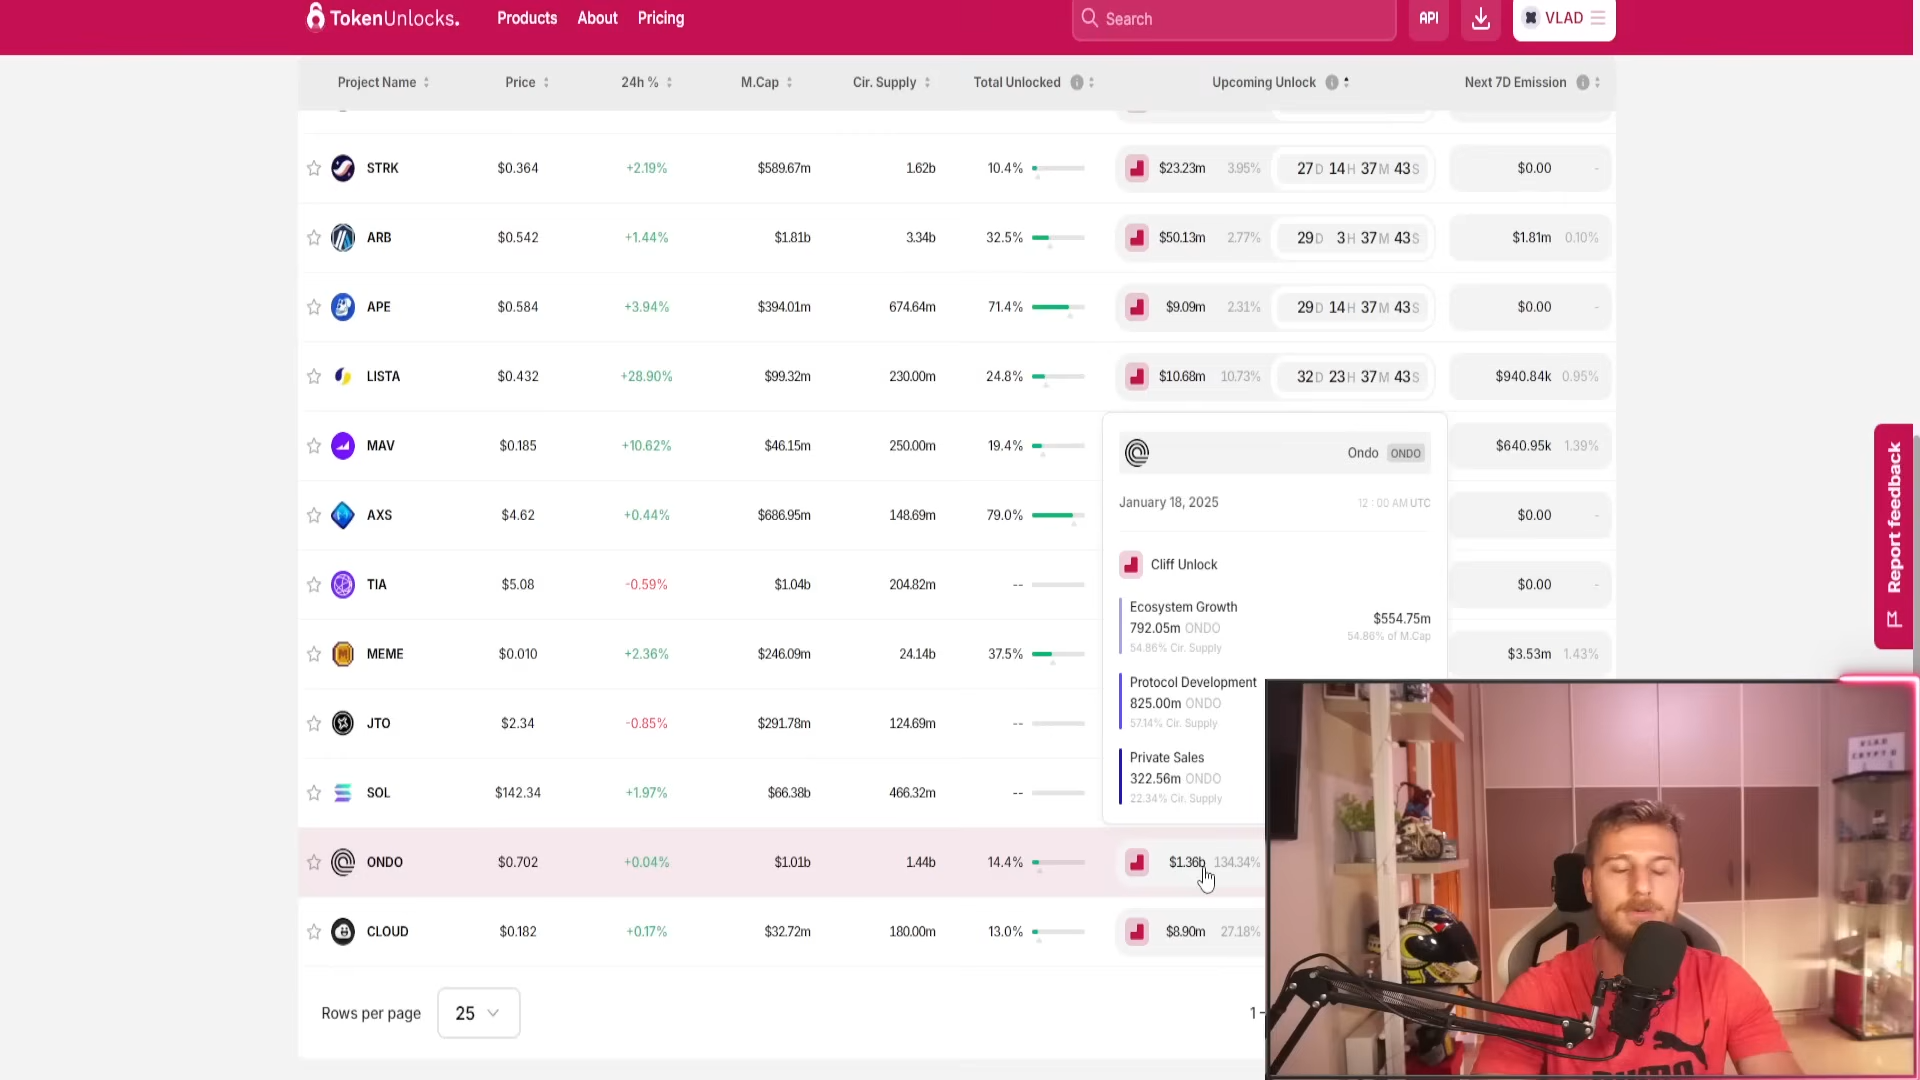 TokenUnlocks.
Products
About
Pricing
Search
API
VLAD
Project Name
Price
24h %
M.Cap
Cir. Supply
Total Unlocked
Upcoming Unlock
Next 7D Emission
STRK $0.364 +2.19% $589.67m 1.62b 10.4% $23.23m 3.95% 27D 14H 37M 43S $0.00 -
ARB $0.542 +1.44% $1.81b 3.34b 32.5% $50.13m 2.77% 29D 3H 37M 43S $1.81m 0.10%
APE $0.584 +3.94% $394.01m 674.64m 71.4% $9.09m 2.31% 29D 14H 37M 43S $0.00 -
LISTA $0.432 +28.90% $99.32m 230.00m 24.8% $10.68m 10.73% 32D 23H 37M 43S $940.84k 0.95%
MAV $0.185 +10.62% $46.15m 250.00m 19.4% $640.95k 1.39%
AXS $4.62 +0.44% $686.95m 148.69m 79.0% $0.00 -
TIA $5.08 -0.59% $1.04b 204.82m -- $0.00 -
MEME $0.010 +2.36% $246.09m 24.14b 37.5% $3.53m 1.43%
JTO $2.34 -0.85% $291.78m 124.69m --
SOL $142.34 +1.97% $66.38b 466.32m --
ONDO $0.702 +0.04% $1.01b 1.44b 14.4% $1.36b 134.34%
CLOUD $0.182 +0.17% $32.72m 180.00m 13.0% $8.90m 27.18%
Ondo ONDO
January 18, 2025 12 : 00 AM UTC
Cliff Unlock
Ecosystem Growth
792.05m ONDO
54.86% Cir. Supply
$554.75m
54.86% of M.Cap
Protocol Development
825.00m ONDO
57.14% Cir. Supply
Private Sales
322.56m ONDO
22.34% Cir. Supply
Rows per page
25
1 -
Report feedback
VLAD
CRYPTO
PUMA